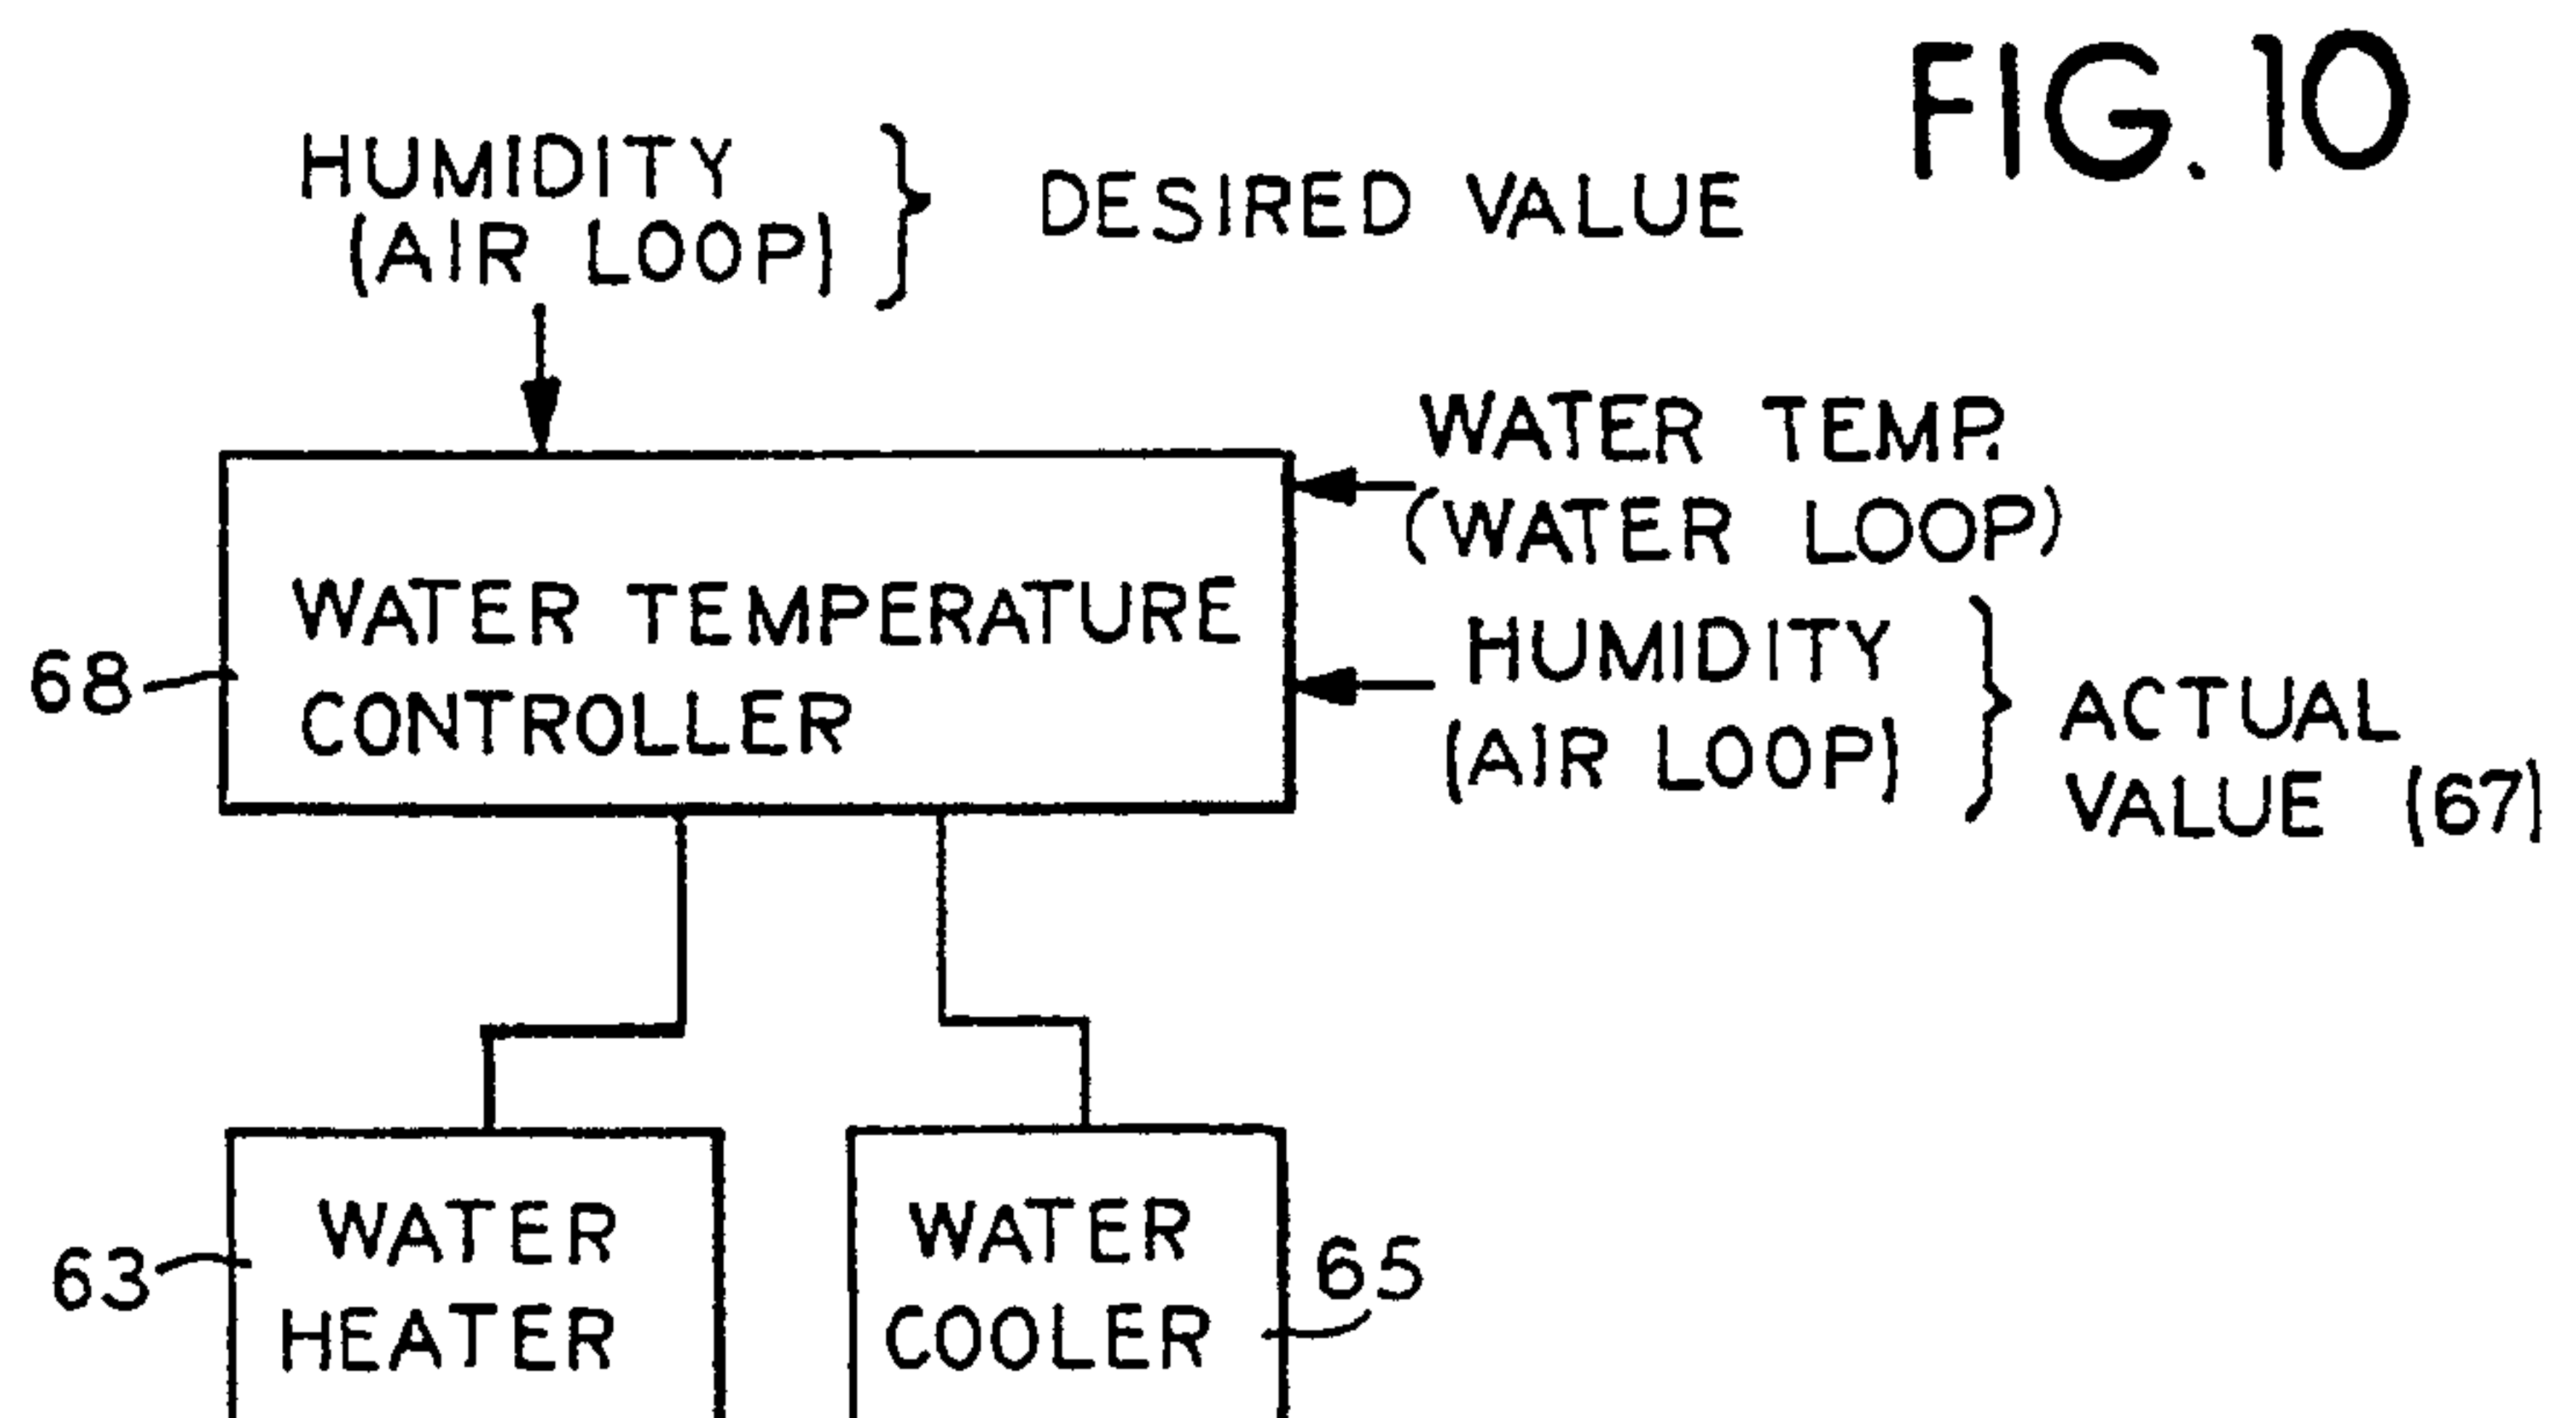 FIG. 10
HUMIDITY
(AIR LOOP)
DESIRED VALUE
WATER TEMP.
(WATER LOOP)
HUMIDITY
(AIR LOOP)
ACTUAL
VALUE (67)
WATER TEMPERATURE
CONTROLLER
68
WATER
HEATER
63
WATER
COOLER
65